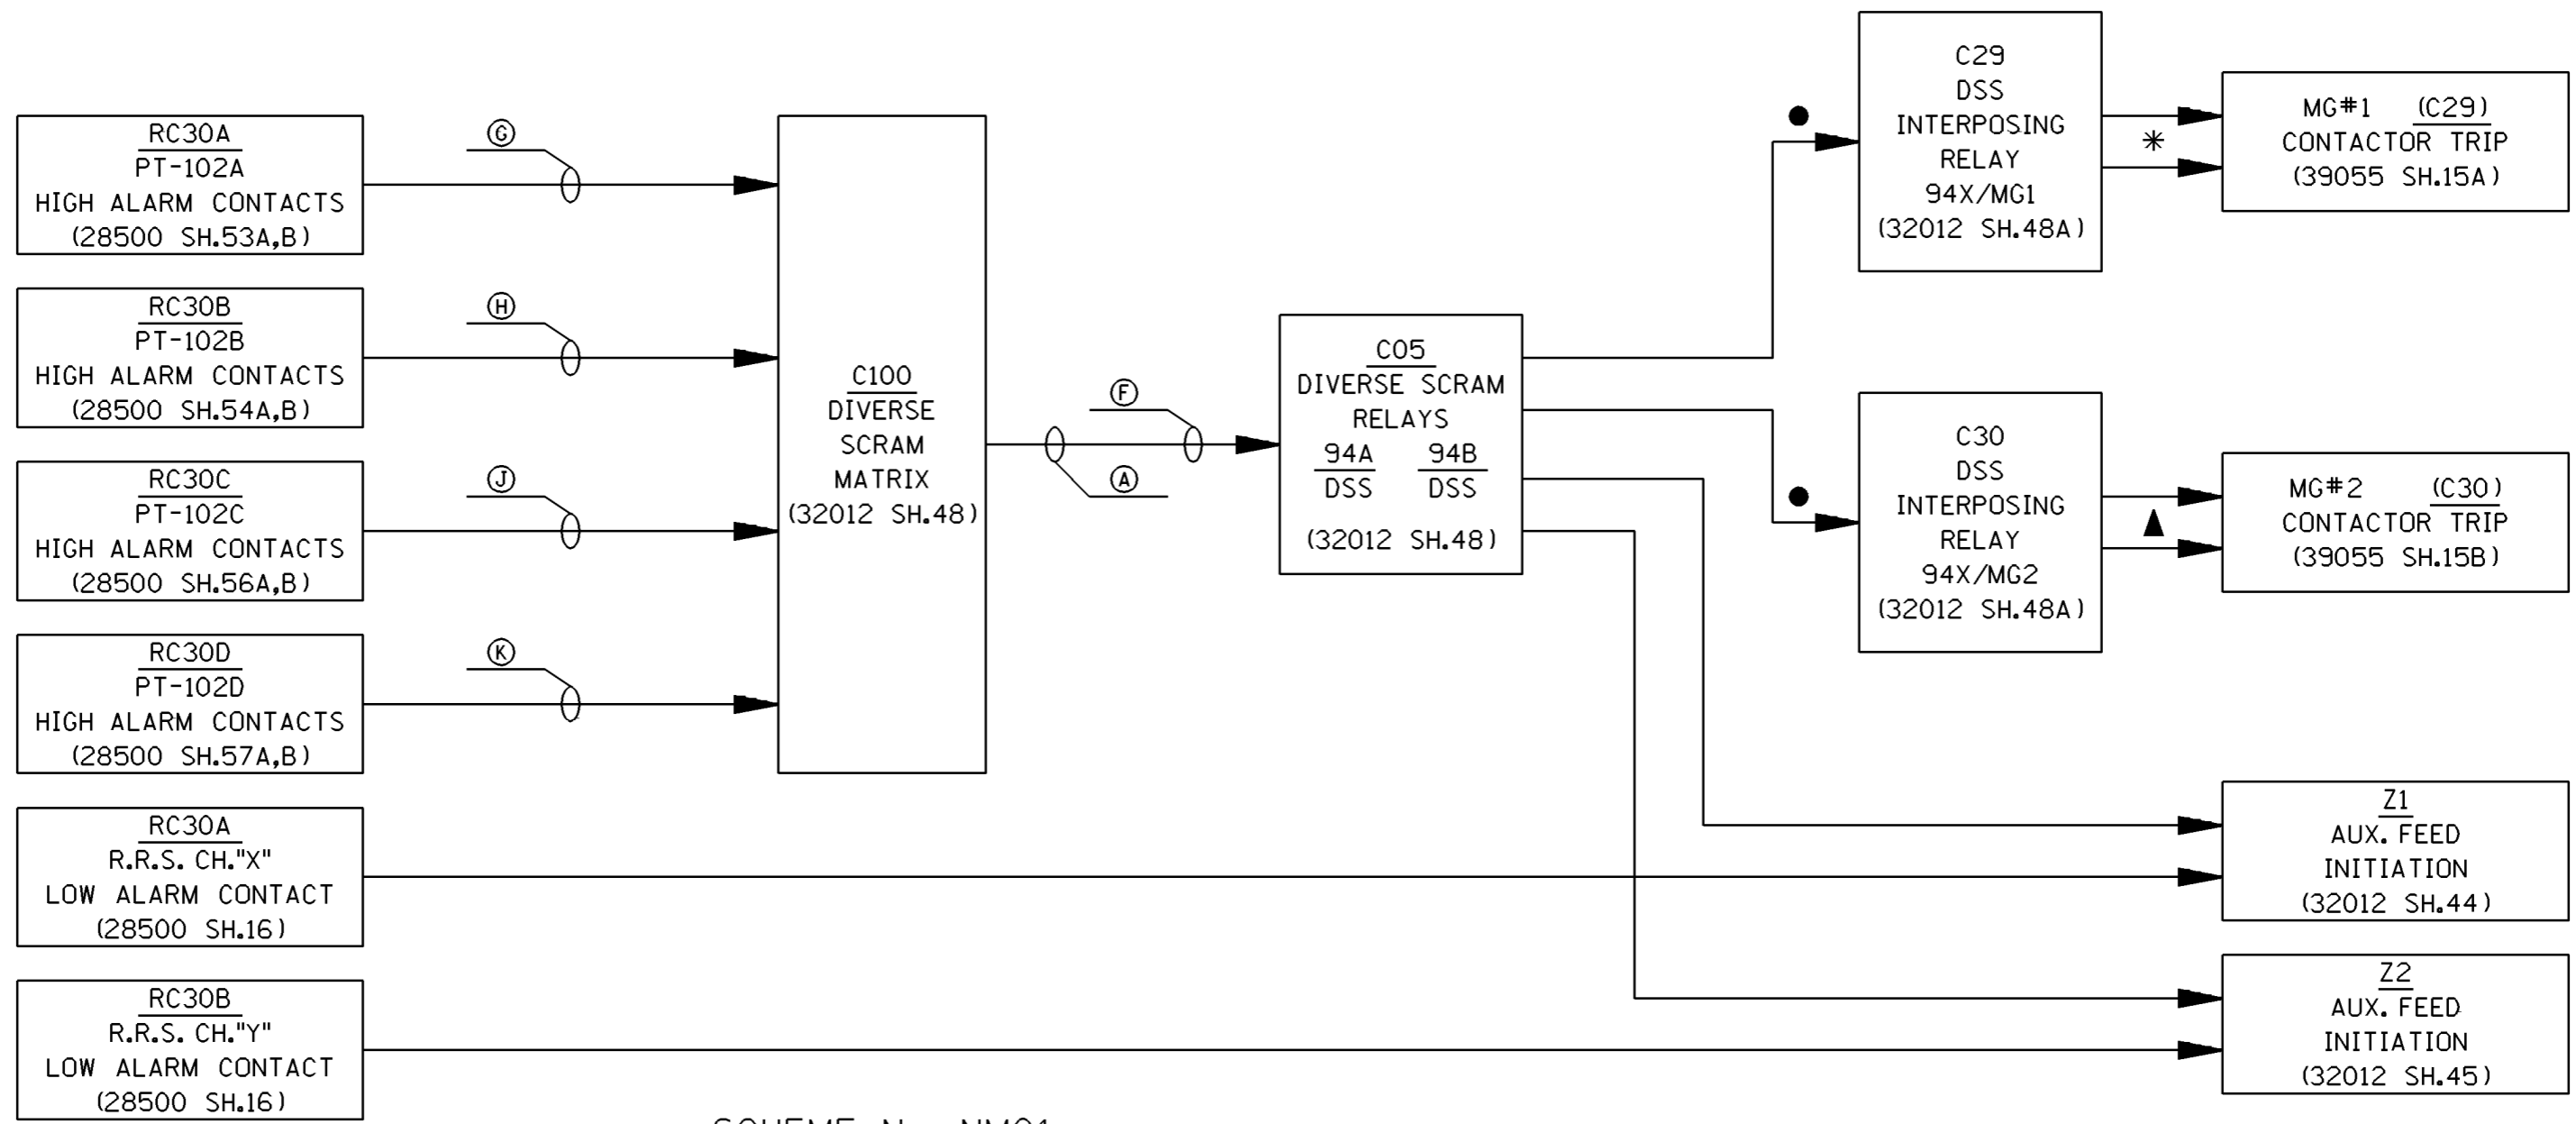 RC30A
PT-102A
HIGH ALARM CONTACTS
(28500 SH.53A,B)
G
RC30B
PT-102B
HIGH ALARM CONTACTS
(28500 SH.54A,B)
H
RC30C
PT-102C
HIGH ALARM CONTACTS
(28500 SH.56A,B)
J
RC30D
PT-102D
HIGH ALARM CONTACTS
(28500 SH.57A,B)
K
RC30A
R.R.S. CH."X"
LOW ALARM CONTACT
(28500 SH.16)
RC30B
R.R.S. CH."Y"
LOW ALARM CONTACT
(28500 SH.16)
C100
DIVERSE
SCRAM
MATRIX
(32012 SH.48)
F
A
C05
DIVERSE SCRAM
RELAYS
94A 94B
DSS DSS
(32012 SH.48)
C29
DSS
INTERPOSING
RELAY
94X/MG1
(32012 SH.48A)
*
MG#1 (C29)
CONTACTOR TRIP
(39055 SH.15A)
C30
DSS
INTERPOSING
RELAY
94X/MG2
(32012 SH.48A)
MG#2 (C30)
CONTACTOR TRIP
(39055 SH.15B)
Z1
AUX. FEED
INITIATION
(32012 SH.44)
Z2
AUX. FEED
INITIATION
(32012 SH.45)